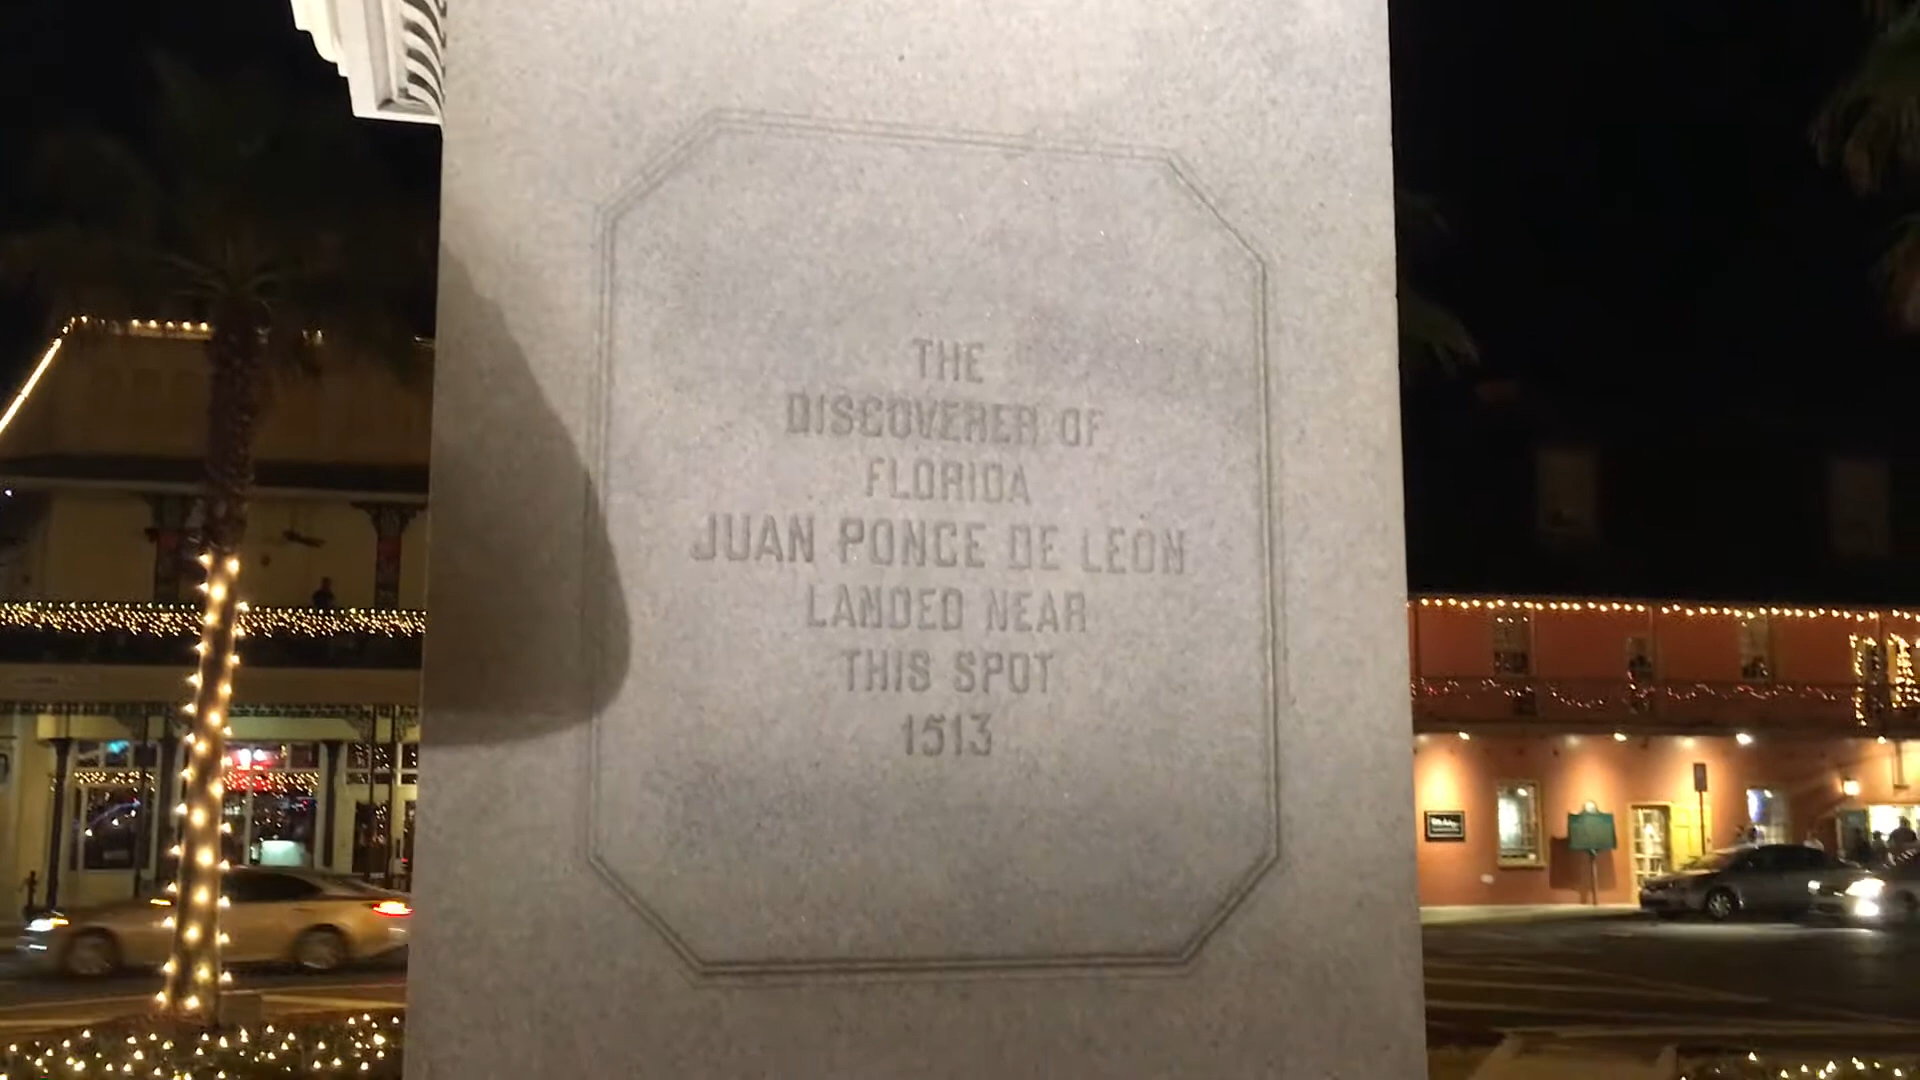 THE
DISCOVERER OF
FLORIDA
JUAN PONCE DE LEON
LANDED NEAR
THIS SPOT
1513